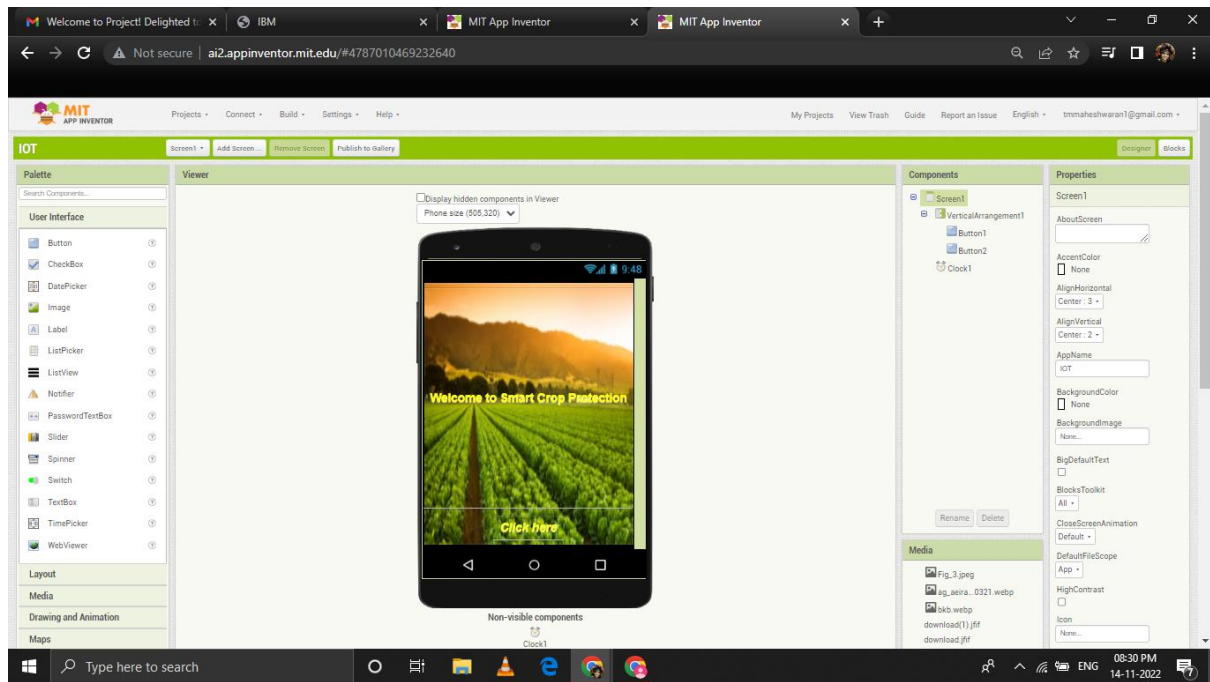 Welcome to Project! Delighted to
IBM
MIT App Inventor
MIT App Inventor
Not secure | ai2.appinventor.mit.edu/#4787010469232640
MIT
APP INVENTOR
Projects Connect Build Settings Help
My Projects View Trash Guide Report an Issue English tmmaheshwaran1@gmail.com
IOT
Screen1 Add Screen ... Remove Screen Publish to Gallery
Designer Blocks
Palette
Search Components...
User Interface
Button
CheckBox
DatePicker
Image
Label
ListPicker
ListView
Notifier
PasswordTextBox
Slider
Spinner
Switch
TextBox
TimePicker
WebViewer
Layout
Media
Drawing and Animation
Maps
Viewer
Display hidden components in Viewer
Phone size (505,320)
9:48
Welcome to Smart Crop Protection
Click here
Non-visible components
Clock1
Components
Screen1
VerticalArrangement1
Button1
Button2
Clock1
Rename Delete
Media
Fig_3.jpeg
ag_aeira...0321.webp
bkb.webp
download(1).jfif
download.jfif
Properties
Screen1
AboutScreen
AccentColor
None
AlignHorizontal
Center : 3
AlignVertical
Center : 2
AppName
IOT
BackgroundColor
None
BackgroundImage
None...
BigDefaultText
BlocksToolkit
All
CloseScreenAnimation
Default
DefaultFileScope
App
HighContrast
Icon
None...
Type here to search
ENG
08:30 PM
14-11-2022
7